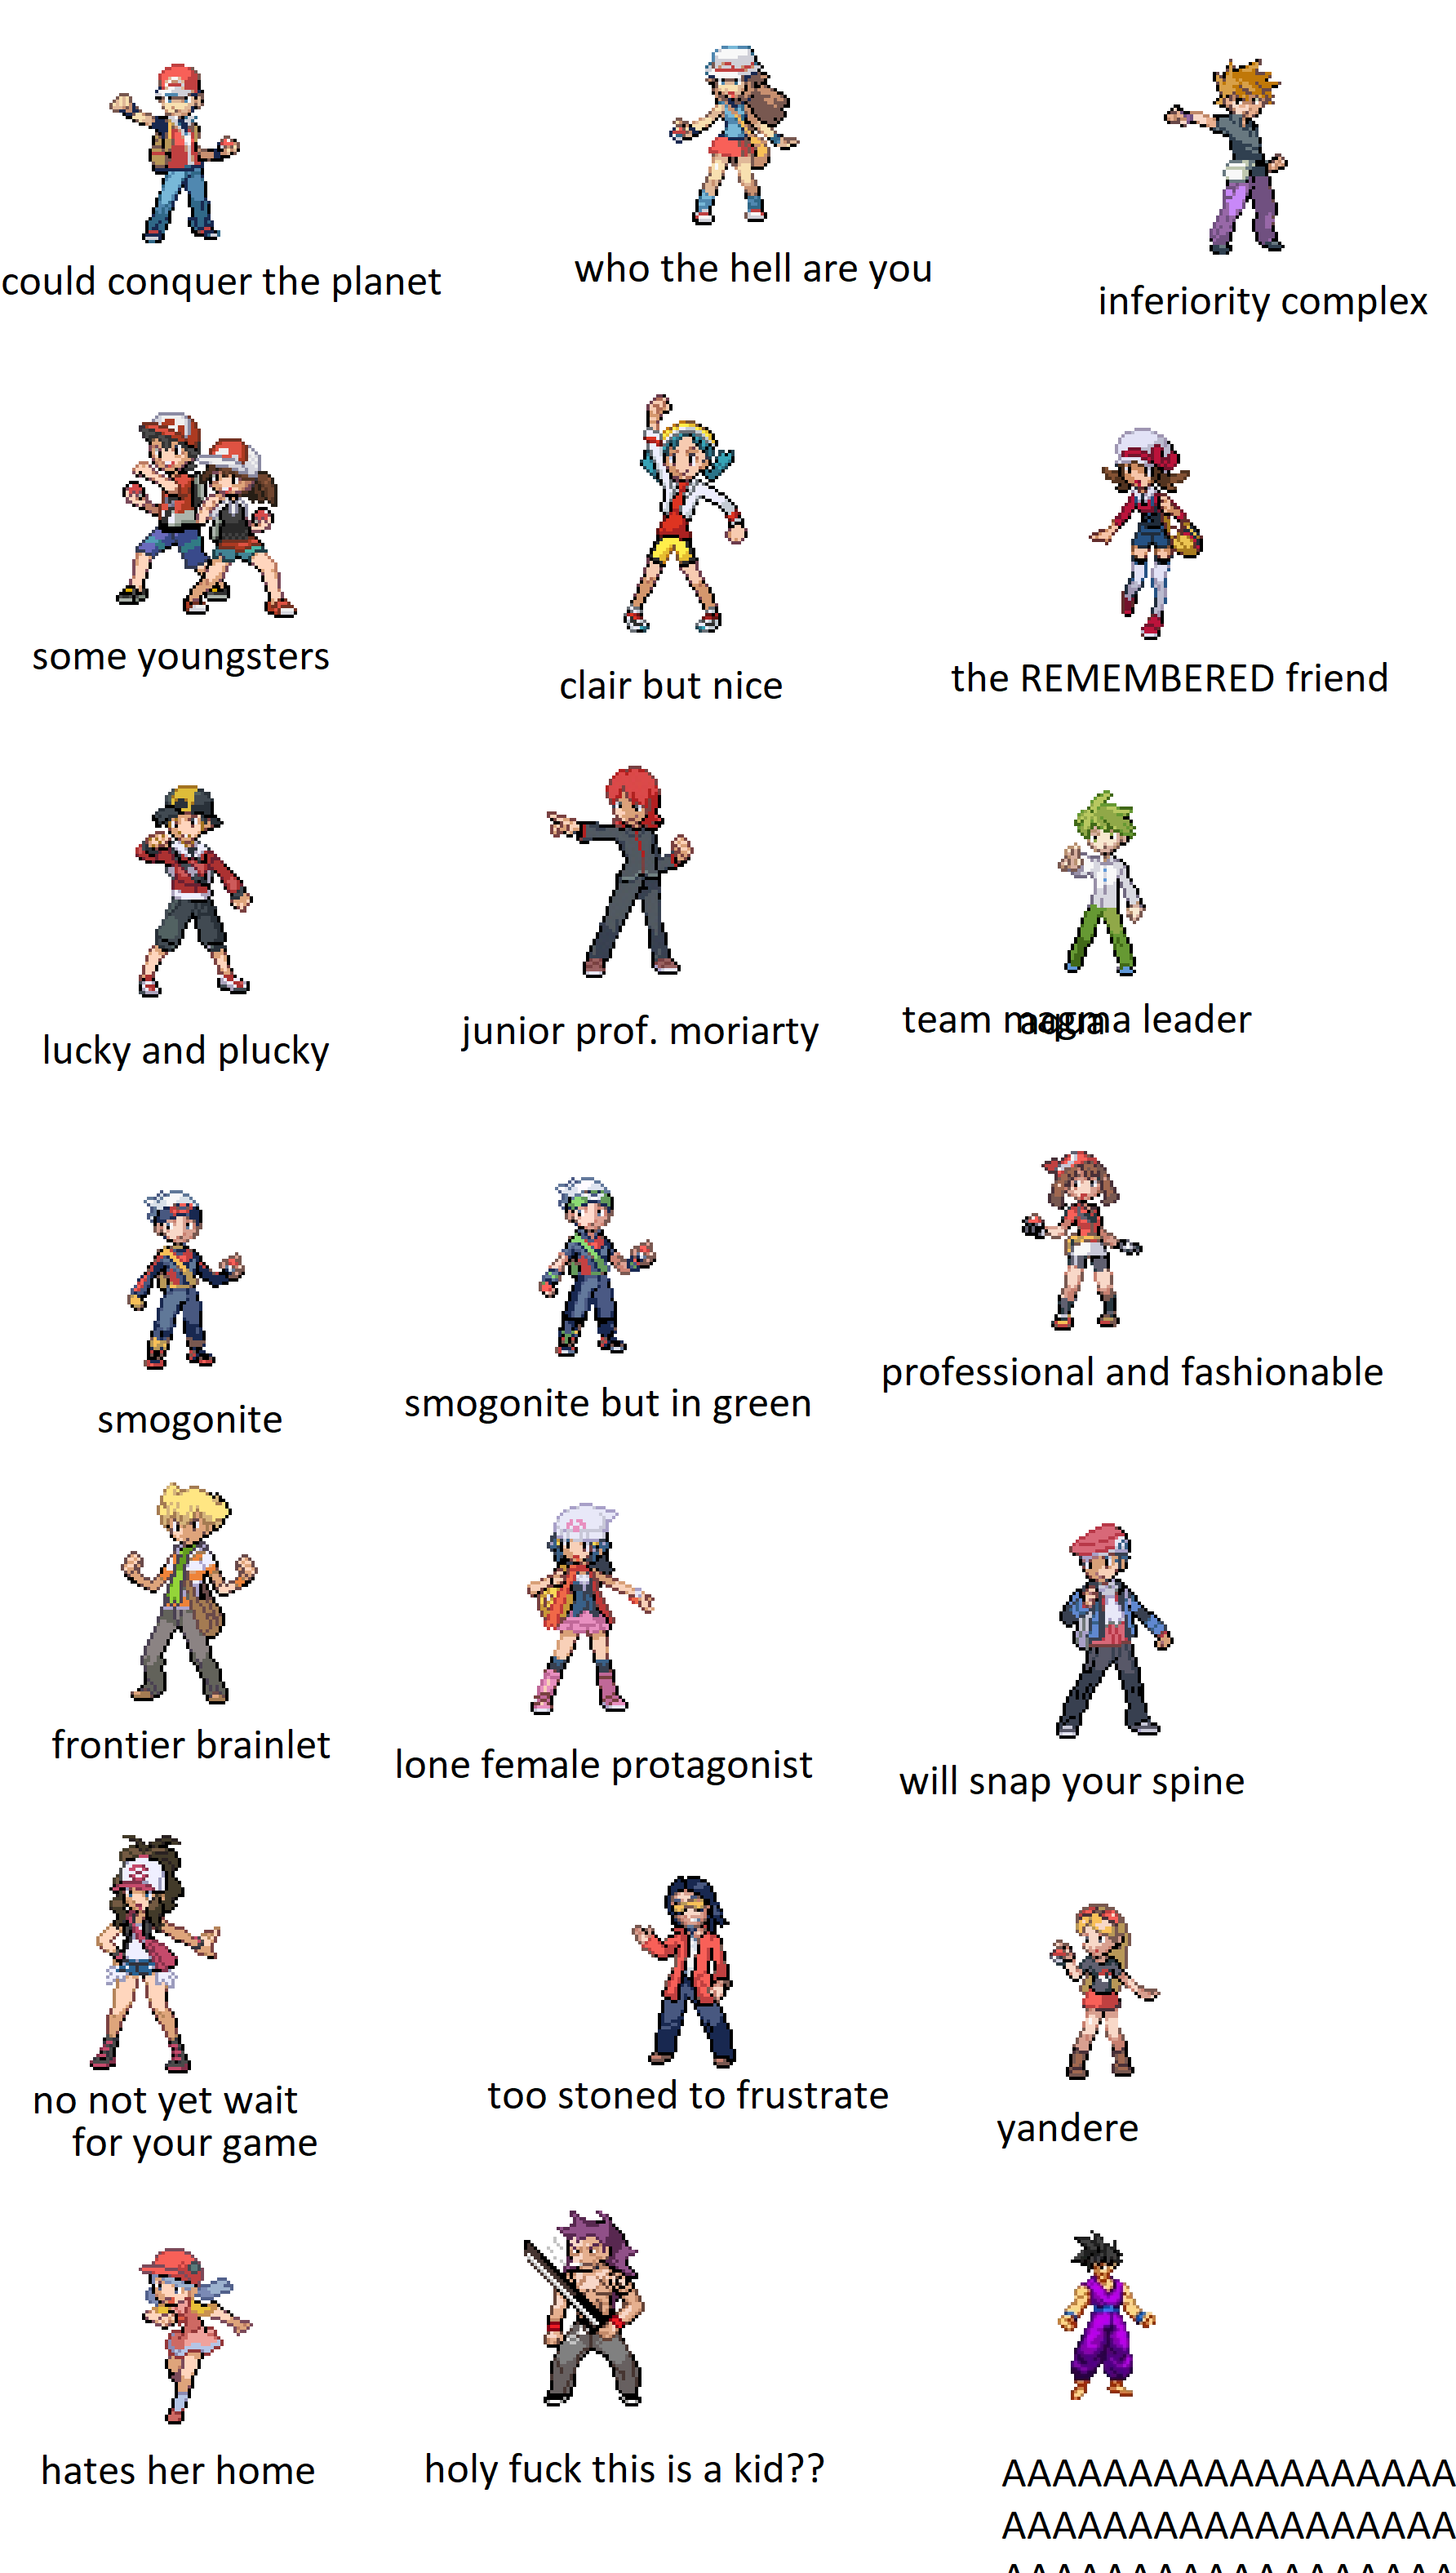 could conquer the planet
who the hell are you
inferiority complex
some youngsters
clair but nice
the REMEMBERED friend
lucky and plucky
junior prof. moriarty
team magma leader
aqua
smogonite
smogonite but in green
professional and fashionable
frontier brainlet
lone female protagonist
will snap your spine
no not yet wait
for your game
too stoned to frustrate
yandere
hates her home
holy fuck this is a kid??
AAAAAAAAAAAAAAAAAA
AAAAAAAAAAAAAAAAAA
AAAAAAAAAAAAAAAAAA